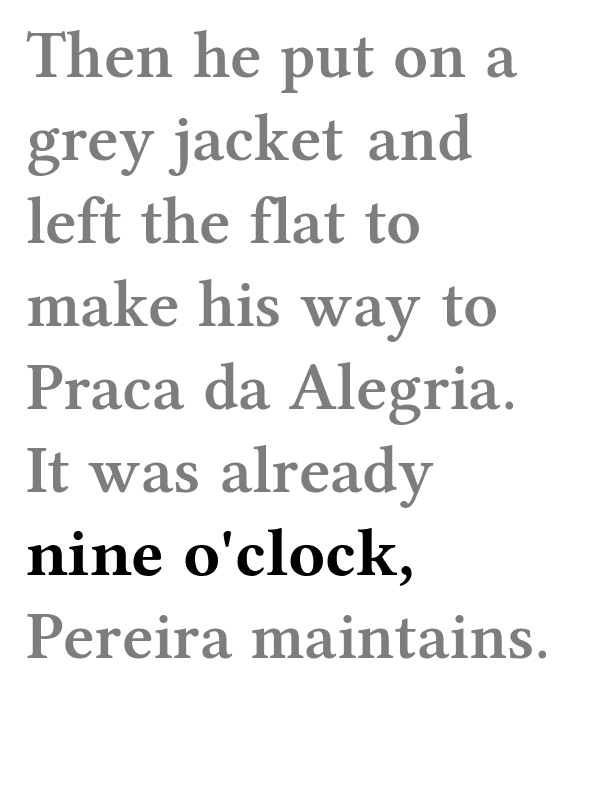 Then he put on a
grey jacket and
left the flat to
make his way to
Praca da Alegria.
It was already
nine o'clock,
Pereira maintains.